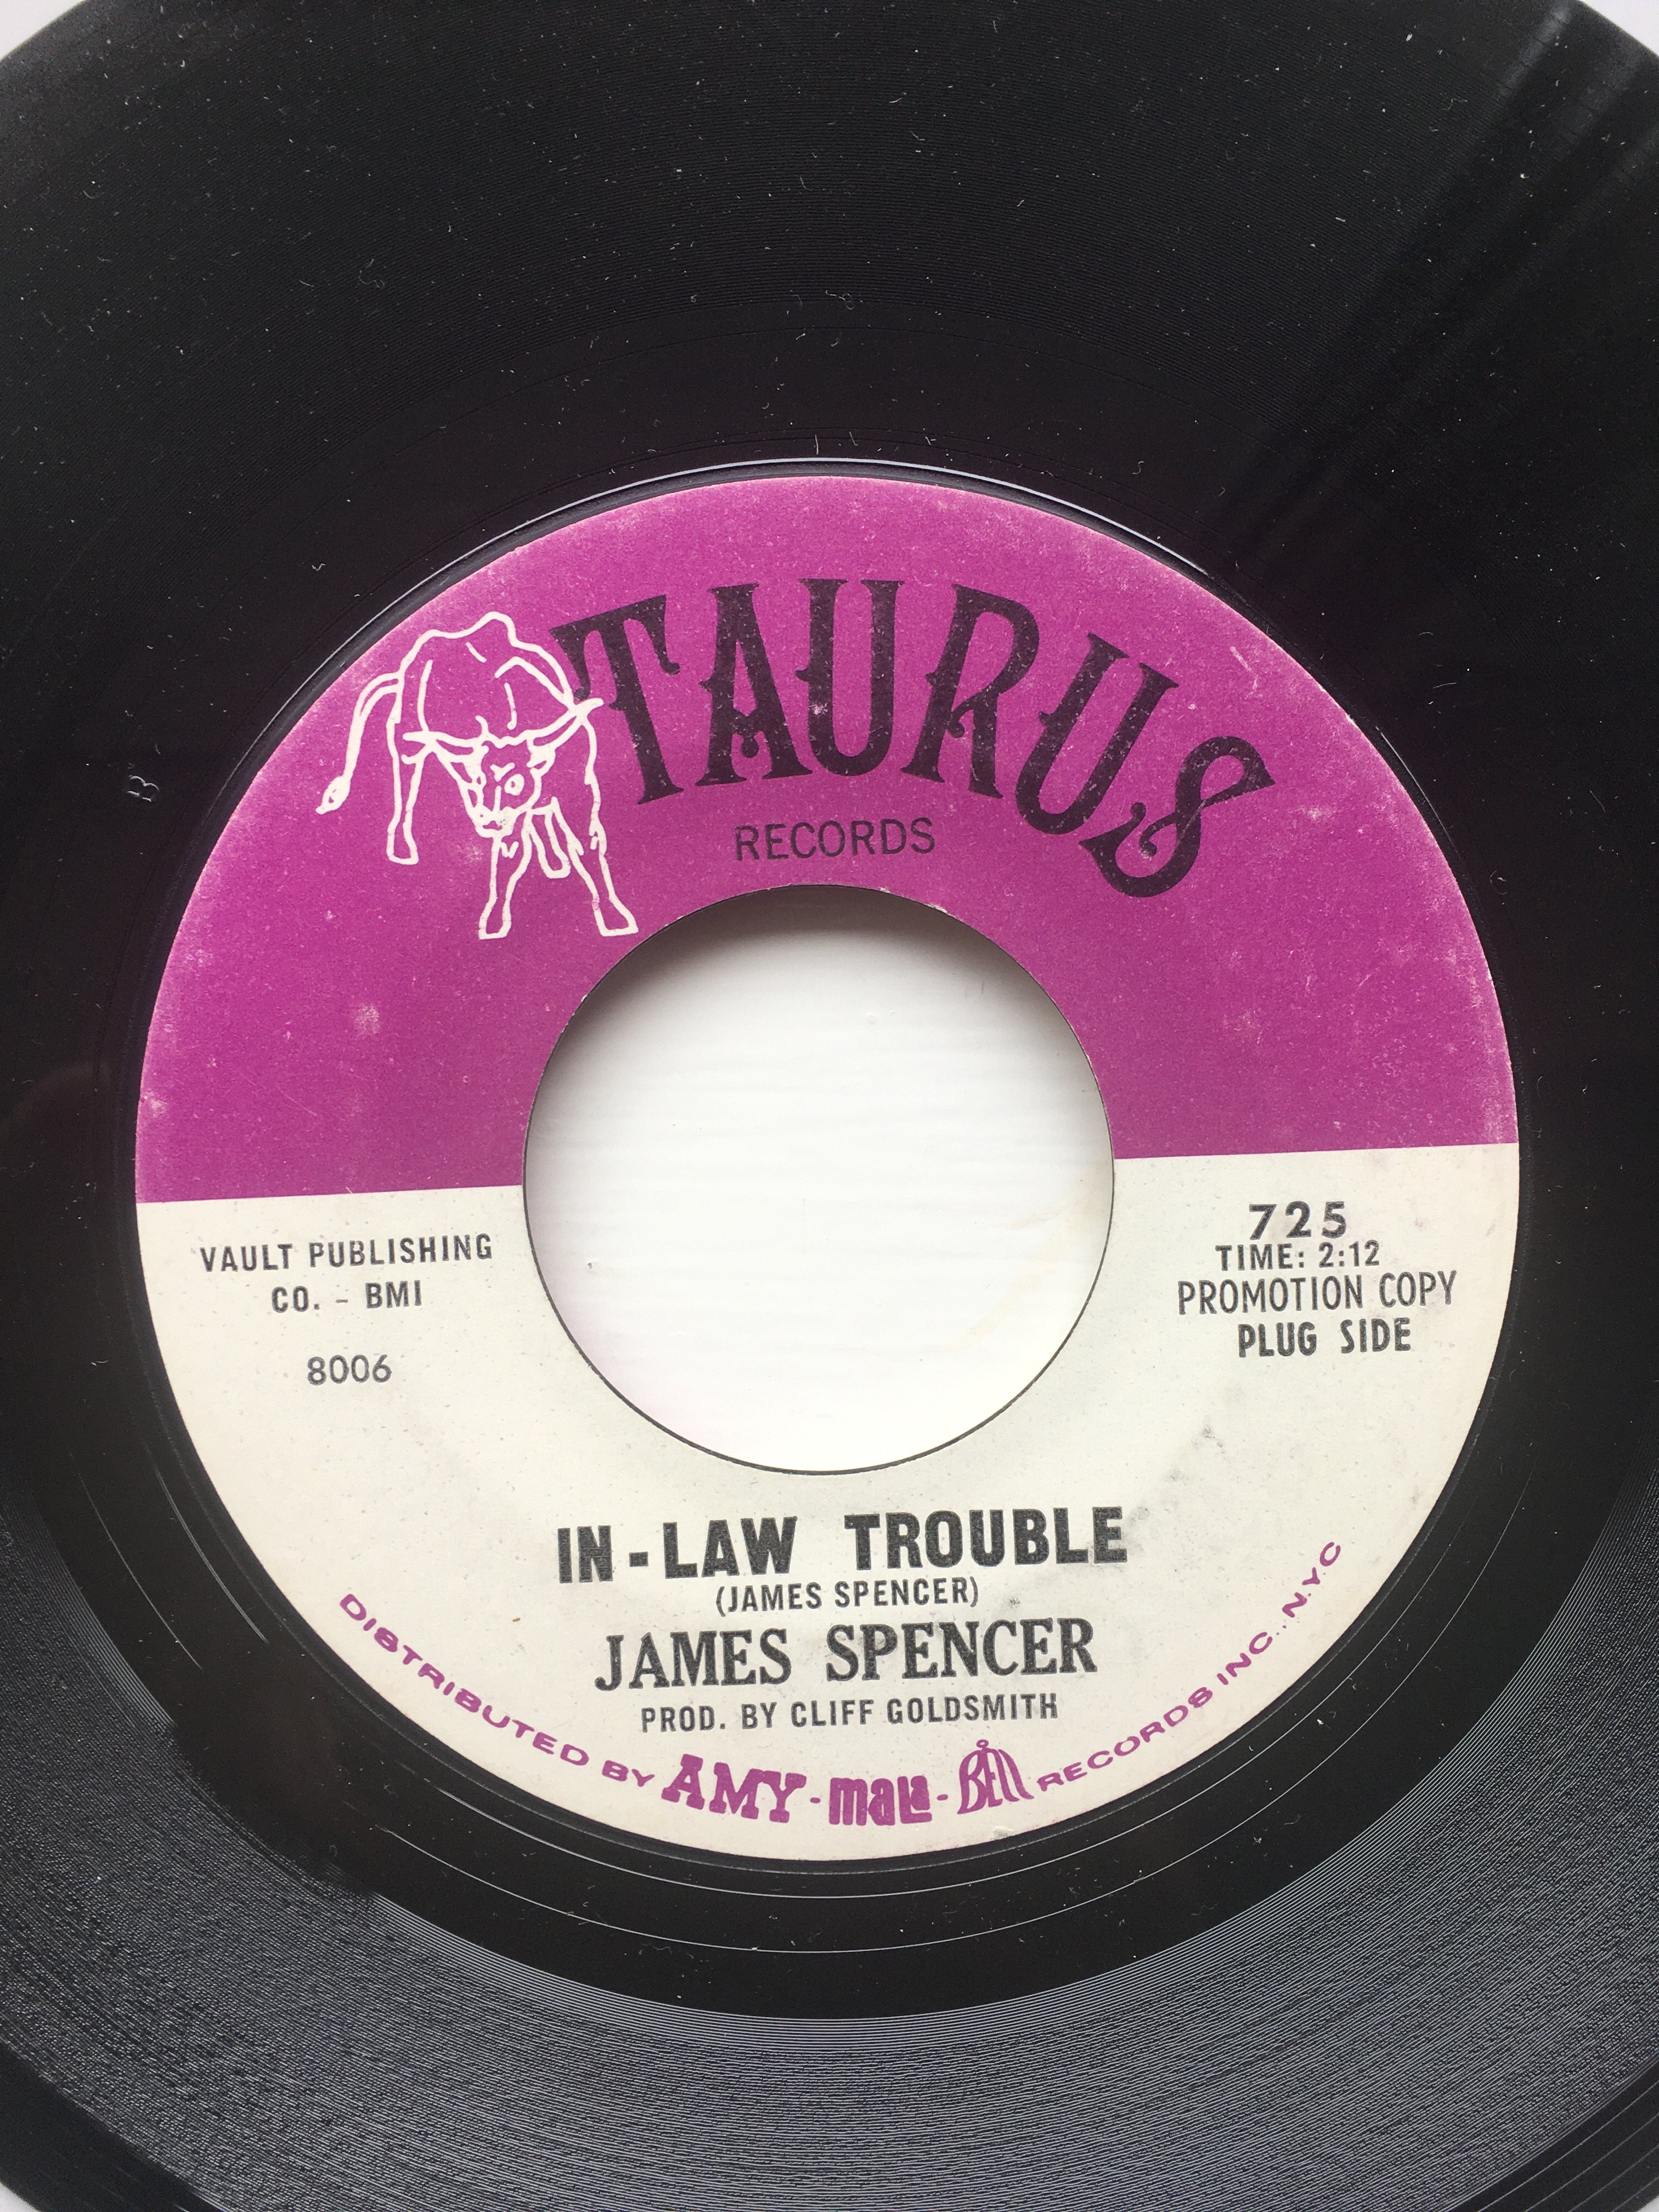 TAURUS
RECORDS
VAULT PUBLISHING
CO. - BMI
8006
725
TIME: 2:12
PROMOTION COPY
PLUG SIDE
IN-LAW TROUBLE
(JAMES SPENCER)
JAMES SPENCER
PROD. BY CLIFF GOLDSMITH
DISTRIBUTED BY AMY-mala-BELL RECORDS INC., N.Y.C
B